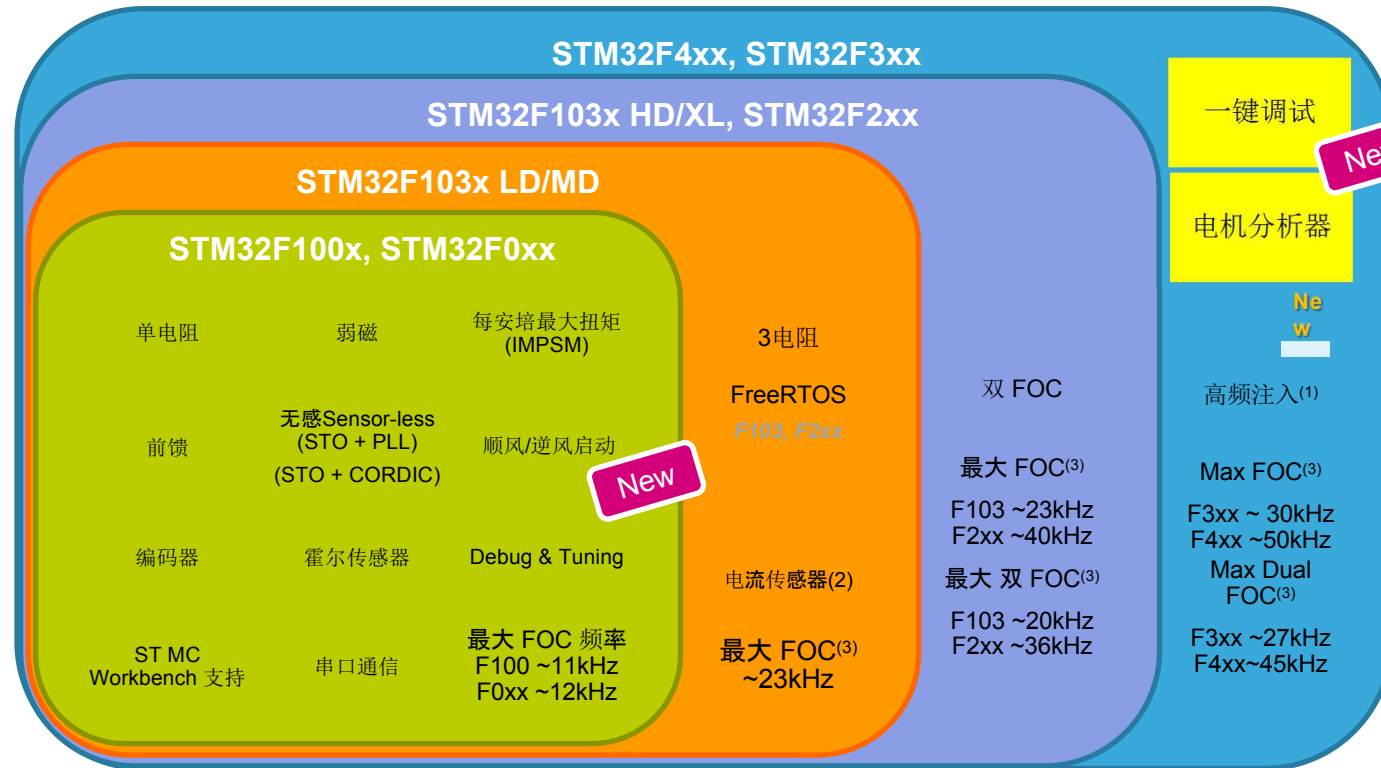 STM32F4xx, STM32F3xx
一键调试
New
STM32F103x HD/XL, STM32F2xx
STM32F103x LD/MD
电机分析器
STM32F100x, STM32F0xx
Ne
w
单电阻
弱磁
每安培最大扭矩
(IMPSM)
3电阻
FreeRTOS
F103, F2xx
双 FOC
高频注入(1)
前馈
无感Sensor-less
(STO + PLL)
(STO + CORDIC)
顺风/逆风启动
New
最大 FOC(3)
F103 ~23kHz
F2xx ~40kHz
Max FOC(3)
F3xx ~ 30kHz
F4xx ~50kHz
编码器
霍尔传感器
Debug & Tuning
电流传感器(2)
最大 双 FOC(3)
F103 ~20kHz
F2xx ~36kHz
Max Dual
FOC(3)
F3xx ~27kHz
F4xx~45kHz
ST MC
Workbench 支持
串口通信
最大 FOC 频率
F100 ~11kHz
F0xx ~12kHz
最大 FOC(3)
~23kHz